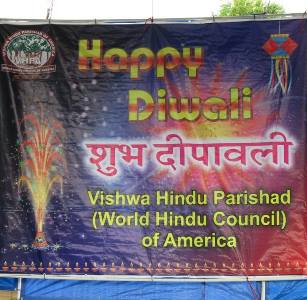 Happy
Diwali
शुभ दीपावली
Vishwa Hindu Parishad
(World Hindu Council)
of America